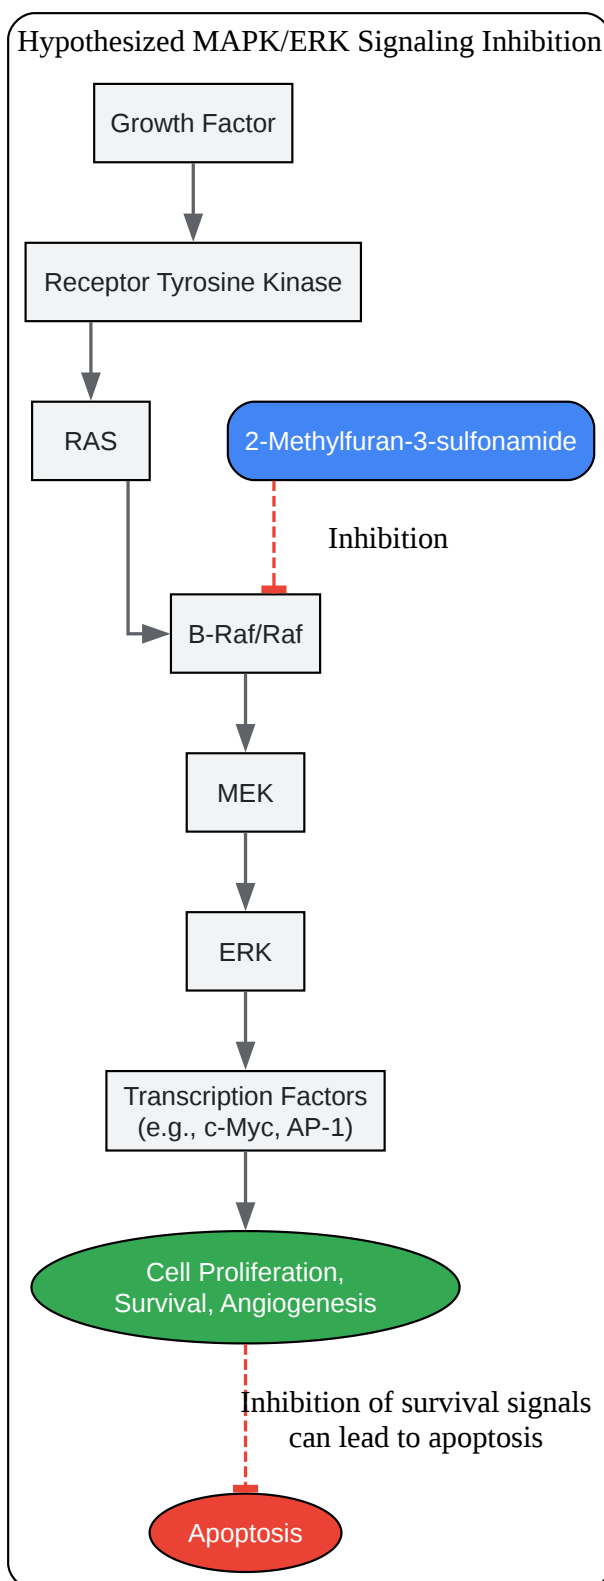 Hypothesized MAPK/ERK Signaling Inhibition
Growth Factor
Receptor Tyrosine Kinase
RAS
2-Methylfuran-3-sulfonamide
Inhibition
B-Raf/Raf
MEK
ERK
Transcription Factors
(e.g., c-Myc, AP-1)
Cell Proliferation,
Survival, Angiogenesis
Inhibition of survival signals
can lead to apoptosis
Apoptosis